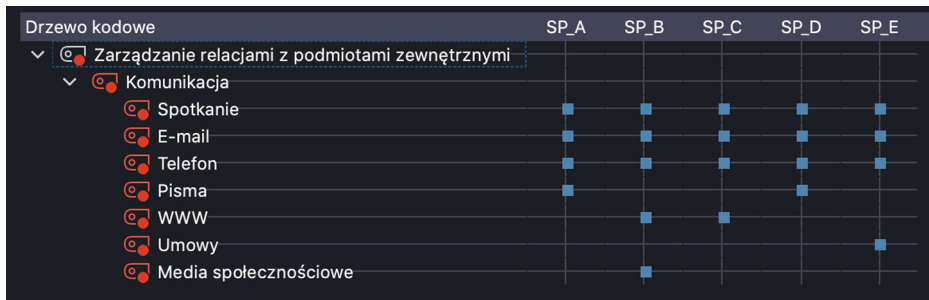 Drzewo kodowe SP_A SP_B SP_C SP_D SP_E
Zarządzanie relacjami z podmiotami zewnętrznymi
Komunikacja
Spotkanie
E-mail
Telefon
Pisma
WWW
Umowy
Media społecznościowe